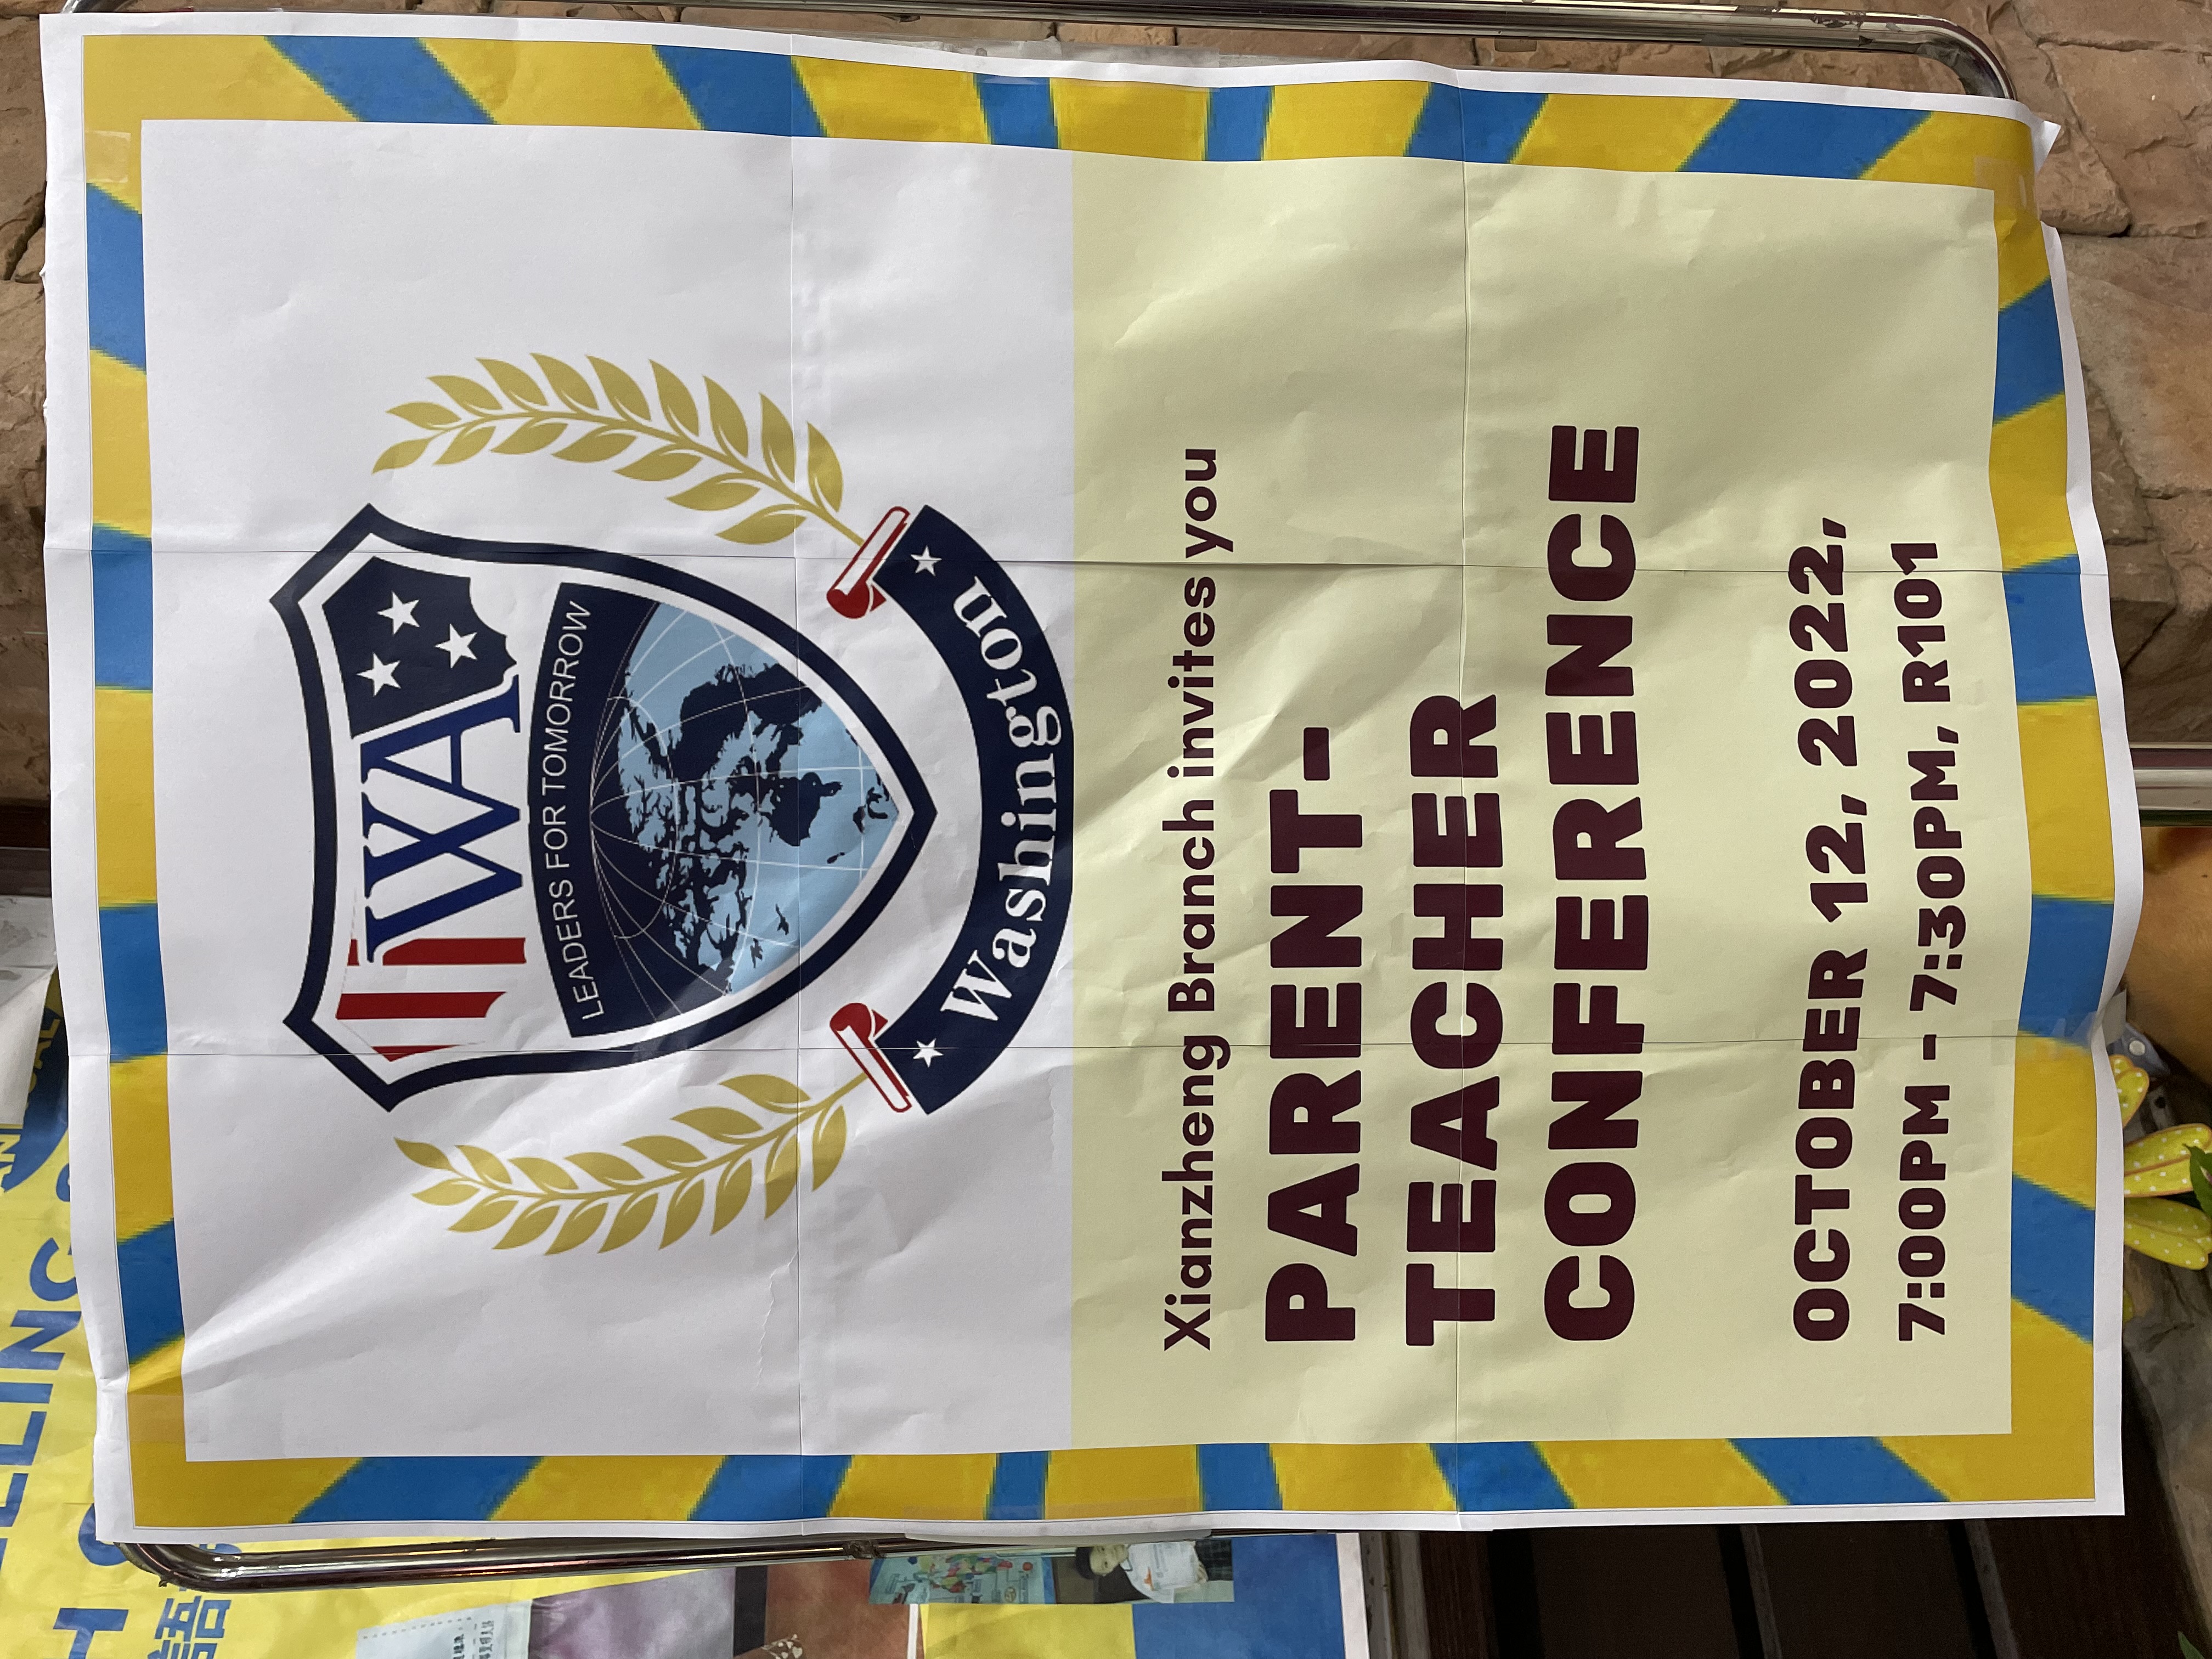 WA
LEADERS FOR TOMORROW
Washington
Xianzheng Branch invites you
PARENT-
TEACHER
CONFERENCE
OCTOBER 12, 2022,
7:00PM - 7:30PM, R101